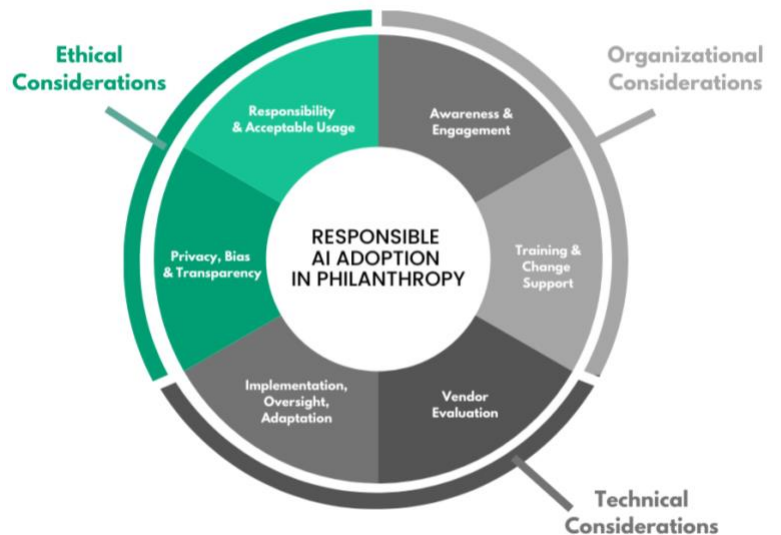 Ethical
Considerations
Organizational
Considerations
Responsibility
& Acceptable Usage
Awareness &
Engagement
RESPONSIBLE
AI ADOPTION
IN PHILANTHROPY
Privacy, Bias
& Transparency
Training &
Change
Support
Implementation,
Oversight,
Adaptation
Vendor
Evaluation
Technical
Considerations